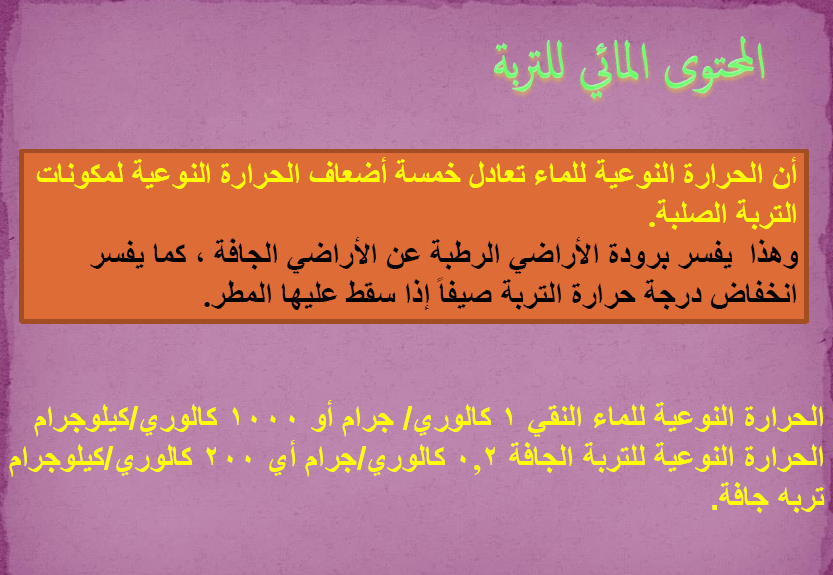 المحتوى المائي للتربة
أن الحرارة النوعية للماء تعادل خمسة أضعاف الحرارة النوعية لمكونات
التربة الصلبة.
وهذا يفسر برودة الأراضي الرطبة عن الأراضي الجافة ، كما يفسر
انخفاض درجة حرارة التربة صيفاً إذا سقط عليها المطر.
الحرارة النوعية للماء النقي ١ كالوري/ جرام أو ١٠٠٠ كالوري/كيلوجرام
الحرارة النوعية للتربة الجافة ٠,٢ كالوري/جرام أي ٢٠٠ كالوري/كيلوجرام
تربه جافة.